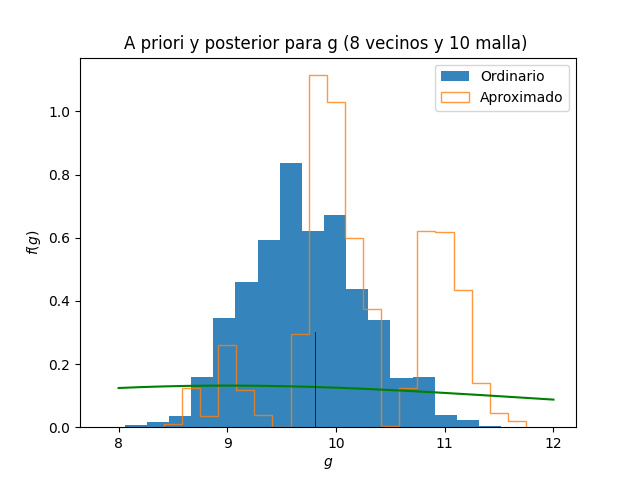 A priori y posterior para g (8 vecinos y 10 malla)
Ordinario
Aproximado
f(g)
1.0
0.8
0.6
0.4
0.2
0.0
8
9
10
11
12
g